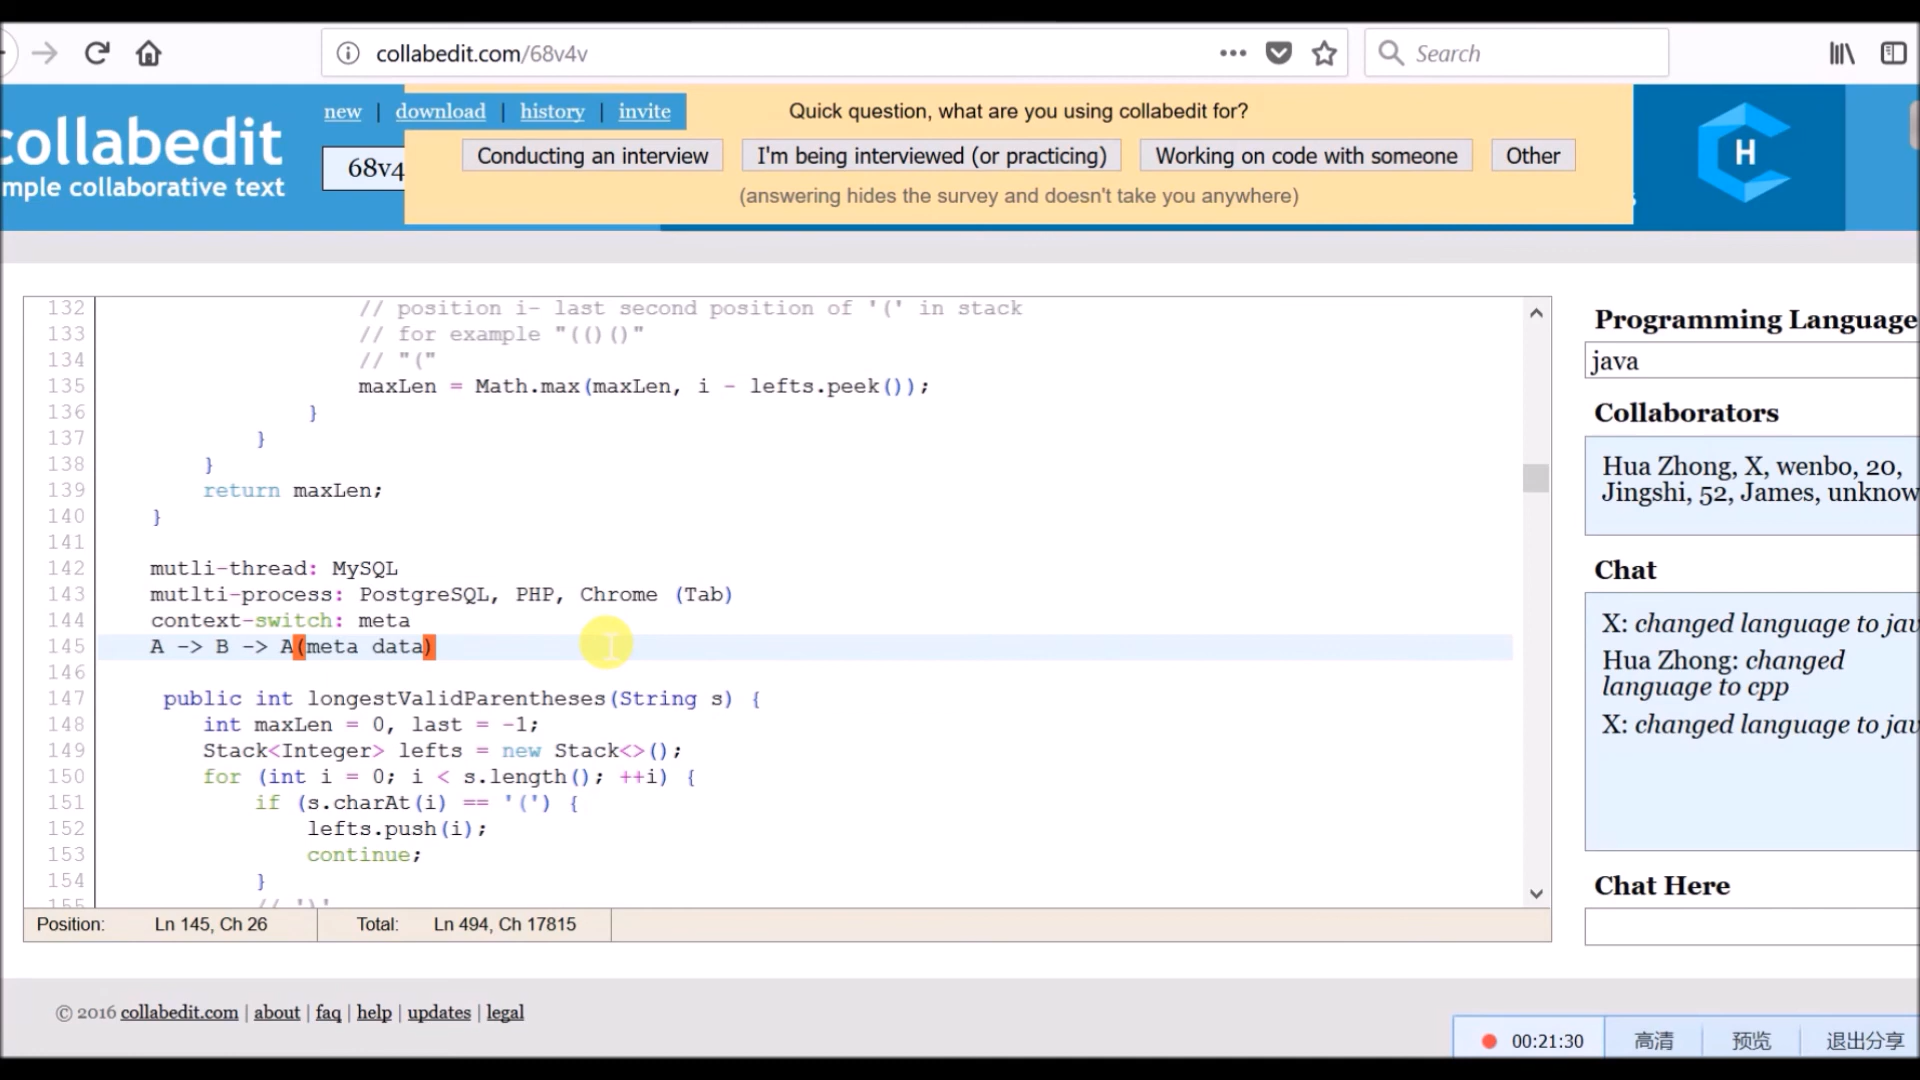 collabedit.com/68v4v
Search
collabedit
mple collaborative text
new | download | history | invite
68v4
Quick question, what are you using collabedit for?
Conducting an interview
I'm being interviewed (or practicing)
Working on code with someone
Other
(answering hides the survey and doesn't take you anywhere)
H
132 // position i- last second position of '(' in stack
133 // for example "(()()"
134 // "("
135 maxLen = Math.max(maxLen, i - lefts.peek());
136 }
137 }
138 }
139 return maxLen;
140 }
141
142 mutli-thread: MySQL
143 mutlti-process: PostgreSQL, PHP, Chrome (Tab)
144 context-switch: meta
145 A -> B -> A(meta data)
146
147 public int longestValidParentheses(String s) {
148 int maxLen = 0, last = -1;
149 Stack<Integer> lefts = new Stack<>();
150 for (int i = 0; i < s.length(); ++i) {
151 if (s.charAt(i) == '(') {
152 lefts.push(i);
153 continue;
154 }
155 // ')'
Position: Ln 145, Ch 26 Total: Ln 494, Ch 17815
Programming Language
java
Collaborators
Hua Zhong, X, wenbo, 20,
Jingshi, 52, James, unknow
Chat
X: changed language to jav
Hua Zhong: changed
language to cpp
X: changed language to jav
Chat Here
© 2016 collabedit.com | about | faq | help | updates | legal
00:21:30 高清 预览 退出分享